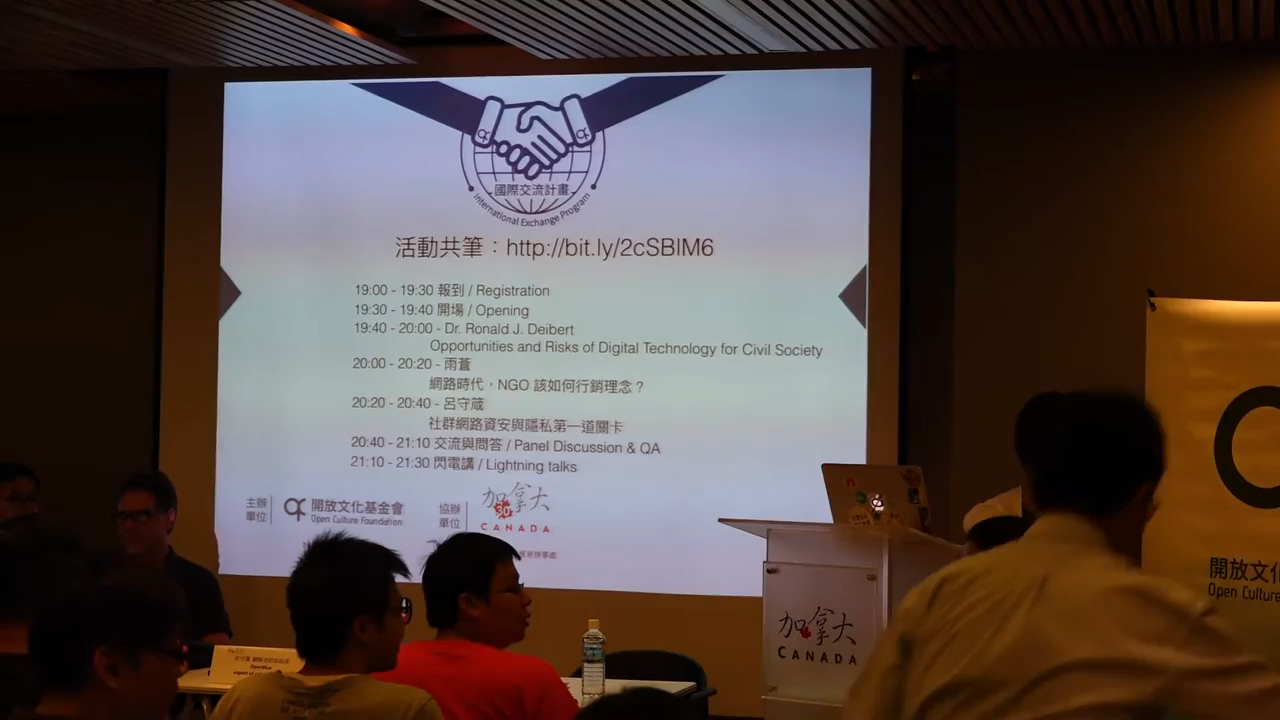 國際交流計畫
International Exchange Program
活動共筆：http://bit.ly/2cSBIM6
19:00 - 19:30 報到 / Registration
19:30 - 19:40 開場 / Opening
19:40 - 20:00 - Dr. Ronald J. Deibert
Opportunities and Risks of Digital Technology for Civil Society
20:00 - 20:20 - 雨蒼
網路時代，NGO 該如何行銷理念？
20:20 - 20:40 - 呂守箴
社群網路資安與隱私第一道關卡
20:40 - 21:10 交流與問答 / Panel Discussion & QA
21:10 - 21:30 閃電講 / Lightning talks
主辦
單位
開放文化基金會
Open Culture Foundation
協辦
單位
加拿大
30
CANADA
加拿大
CANADA
開放文
Open Culture
OpenBlue